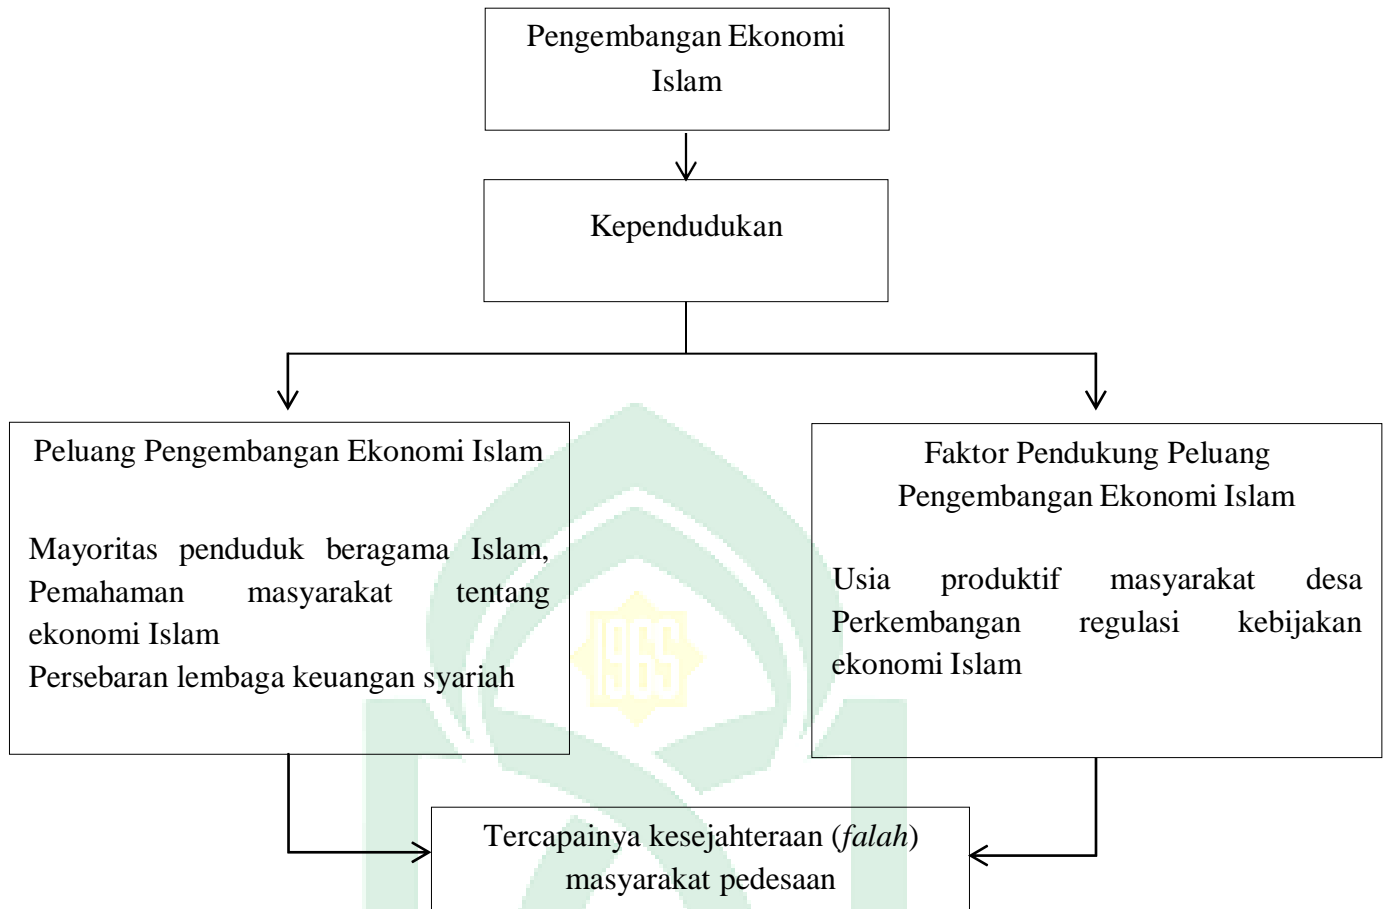 Pengembangan Ekonomi
Islam
Kependudukan
Peluang Pengembangan Ekonomi Islam
Mayoritas penduduk beragama Islam,
Pemahaman masyarakat tentang
ekonomi Islam
Persebaran lembaga keuangan syariah
Faktor Pendukung Peluang
Pengembangan Ekonomi Islam
Usia produktif masyarakat desa
Perkembangan regulasi kebijakan
ekonomi Islam
1965
Tercapainya kesejahteraan (falah)
masyarakat pedesaan